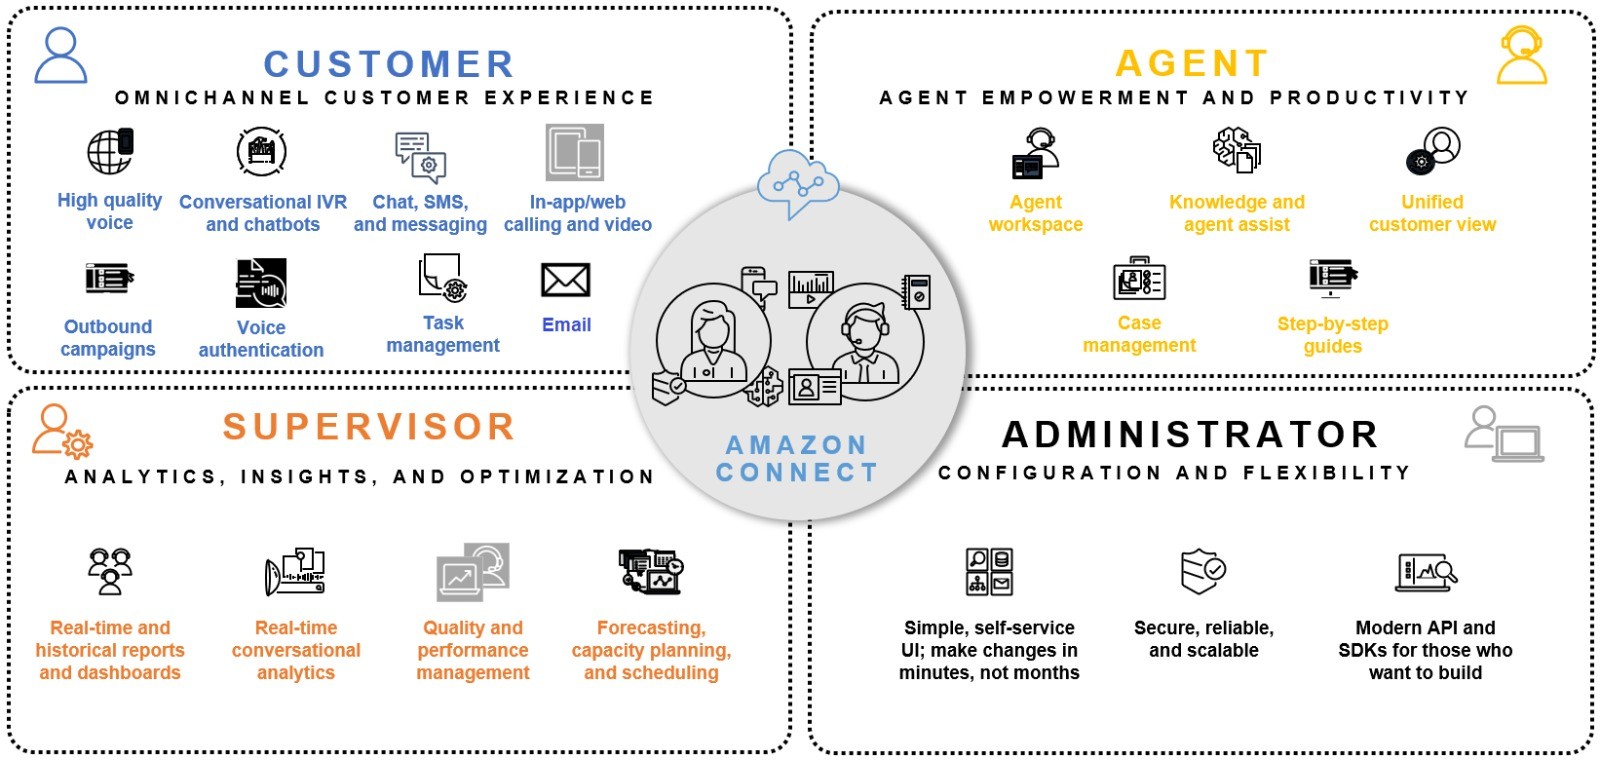 CUSTOMER
OMNICHANNEL CUSTOMER EXPERIENCE
High quality
voice
Conversational IVR
and chatbots
Chat, SMS,
and messaging
In-app/web
calling and video
Outbound
campaigns
Voice
authentication
Task
management
Email
AGENT
AGENT EMPOWERMENT AND PRODUCTIVITY
Agent
workspace
Knowledge and
agent assist
Unified
customer view
Case
management
Step-by-step
guides
AMAZON
CONNECT
SUPERVISOR
ANALYTICS, INSIGHTS, AND OPTIMIZATION
Real-time and
historical reports
and dashboards
Real-time
conversational
analytics
Quality and
performance
management
Forecasting,
capacity planning,
and scheduling
ADMINISTRATOR
CONFIGURATION AND FLEXIBILITY
Simple, self-service
UI; make changes in
minutes, not months
Secure, reliable,
and scalable
Modern API and
SDKs for those who
want to build